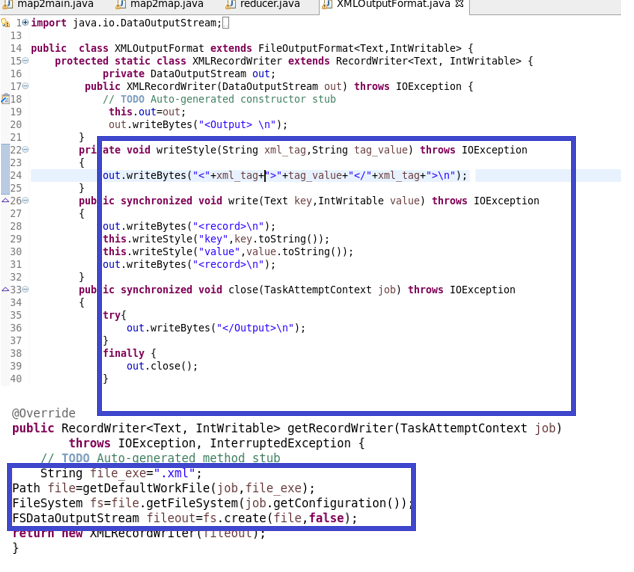 map2main.java map2map.java reducer.java XMLOutputFormat.java
1 import java.io.DataOutputStream;
13
14 public class XMLOutputFormat extends FileOutputFormat<Text,IntWritable> {
15 protected static class XMLRecordWriter extends RecordWriter<Text, IntWritable> {
16 private DataOutputStream out;
17 public XMLRecordWriter(DataOutputStream out) throws IOException {
18 // TODO Auto-generated constructor stub
19 this.out=out;
20 out.writeBytes("<Output> \n");
21 }
22 private void writeStyle(String xml_tag,String tag_value) throws IOException
23 {
24 out.writeBytes("<"+xml_tag+">"+tag_value+"</"+xml_tag+">\n");
25 }
26 public synchronized void write(Text key,IntWritable value) throws IOException
27 {
28 out.writeBytes("<record>\n");
29 this.writeStyle("key",key.toString());
30 this.writeStyle("value",value.toString());
31 out.writeBytes("<record>\n");
32 }
33 public synchronized void close(TaskAttemptContext job) throws IOException
34 {
35 try{
36 out.writeBytes("</Output>\n");
37 }
38 finally {
39 out.close();
40 }
@Override
public RecordWriter<Text, IntWritable> getRecordWriter(TaskAttemptContext job)
throws IOException, InterruptedException {
// TODO Auto-generated method stub
String file_exe=".xml";
Path file=getDefaultWorkFile(job,file_exe);
FileSystem fs=file.getFileSystem(job.getConfiguration());
FSDataOutputStream fileout=fs.create(file,false);
return new XMLRecordWriter(fileout);
}